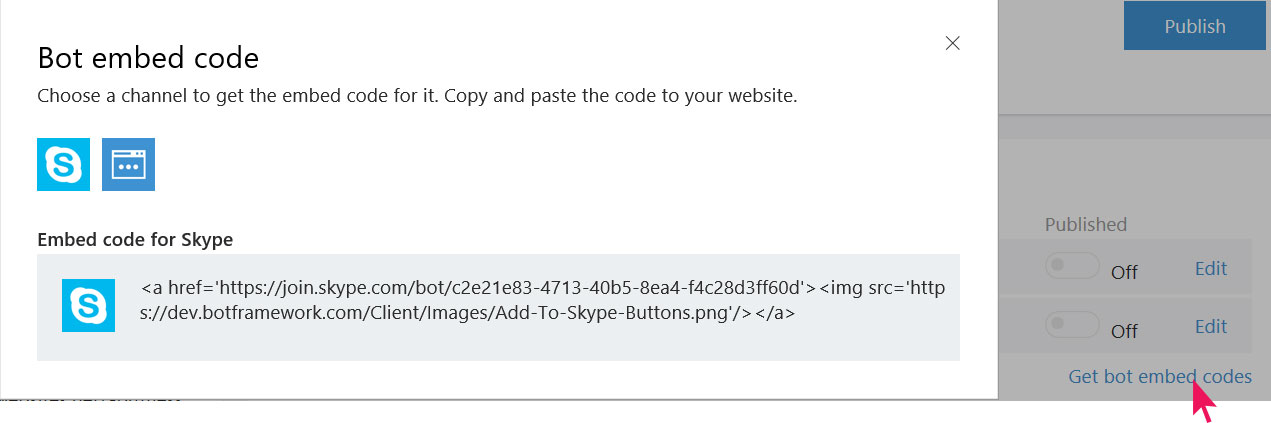 Publish
Bot embed code
Choose a channel to get the embed code for it. Copy and paste the code to your website.
Embed code for Skype
<a href='https://join.skype.com/bot/c2e21e83-4713-40b5-8ea4-f4c28d3ff60d'><img src='http
s://dev.botframework.com/Client/Images/Add-To-Skype-Buttons.png'/></a>
Published
Off Edit
Off Edit
Get bot embed codes